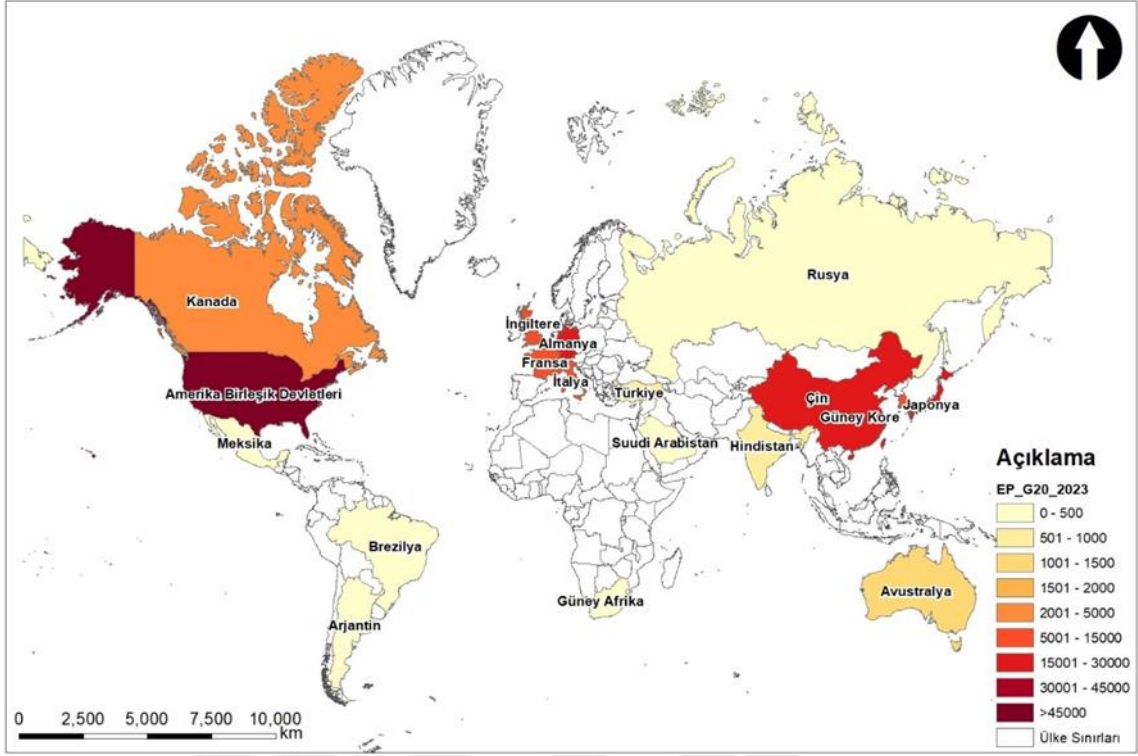 Kanada
Amerika Birleşik Devletleri
Meksika
Brezilya
Arjantin
İngiltere
Almanya
Fransa
İtalya
Türkiye
Suudi Arabistan
Güney Afrika
Rusya
Çin
Güney Kore
Japonya
Hindistan
Avustralya
Açıklama
EP_G20_2023
0 - 500
501 - 1000
1001 - 1500
1501 - 2000
2001 - 5000
5001 - 15000
15001 - 30000
30001 - 45000
>45000
Ülke Sınırları
0 2,500 5,000 7,500 10,000
km